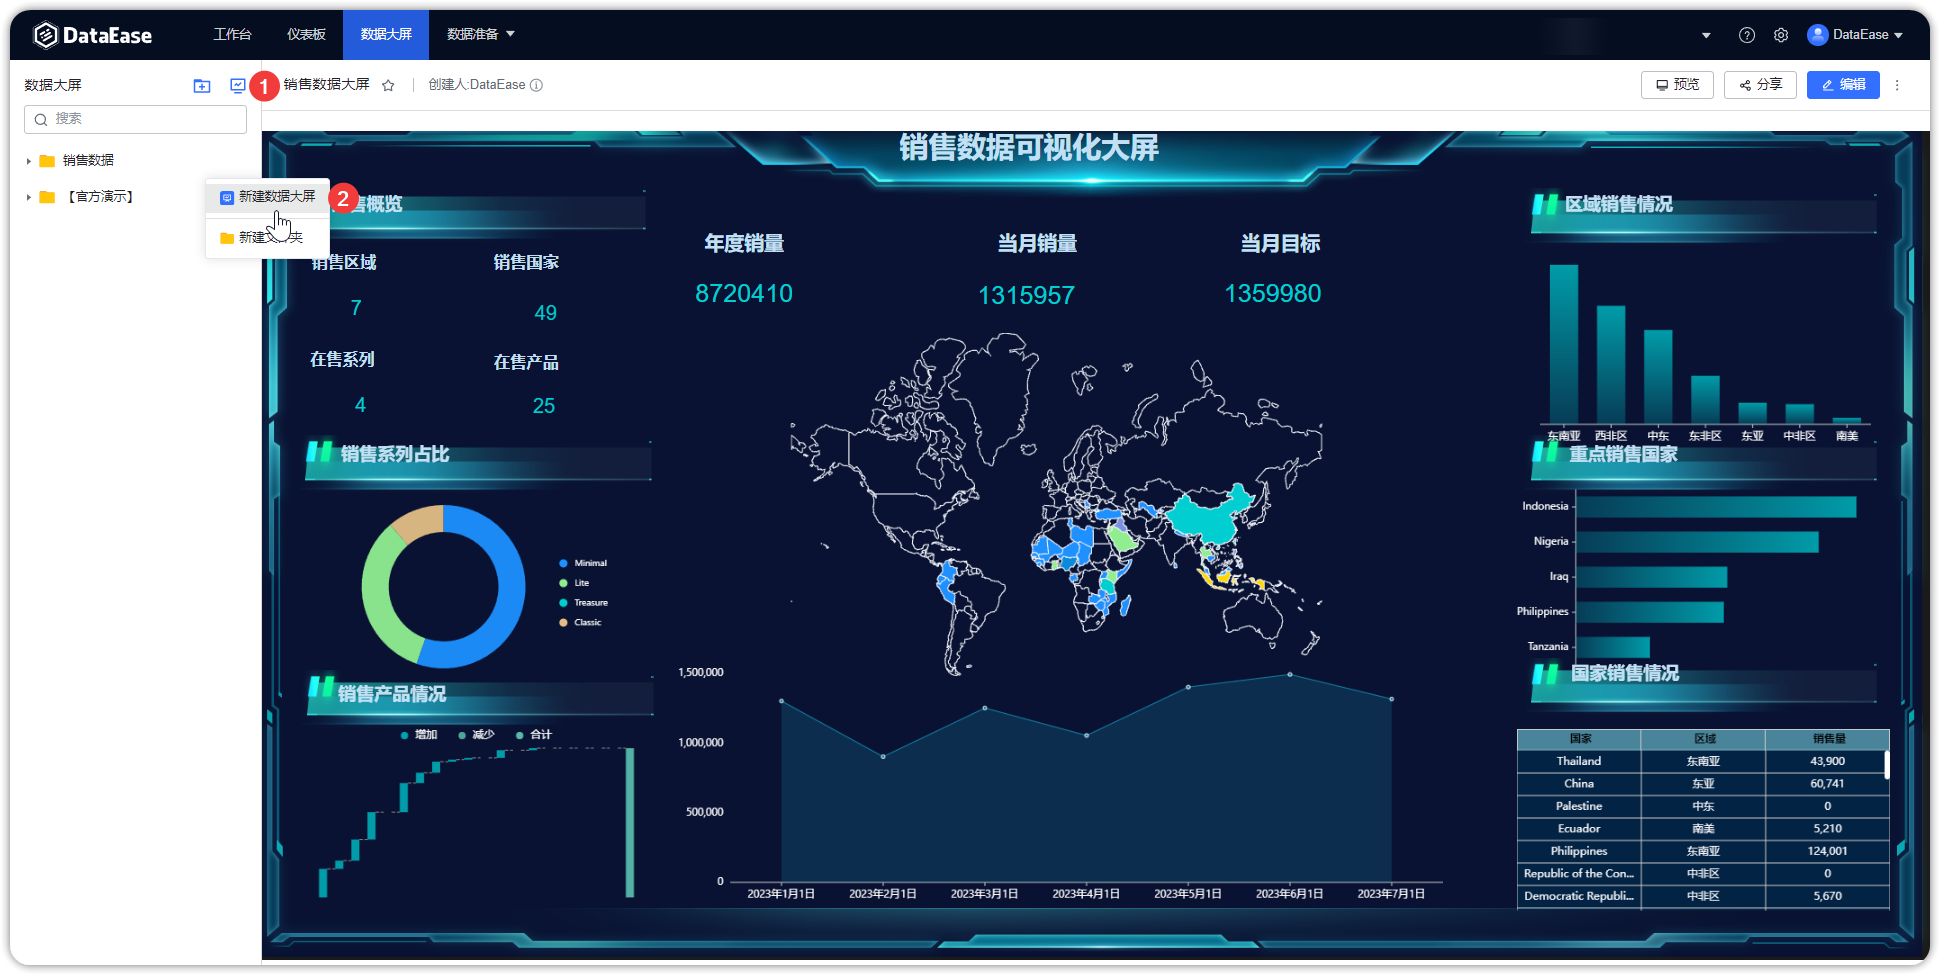 DataEase
工作台
仪表板
数据大屏
数据准备
DataEase
数据大屏
1
销售数据大屏
创建人:DataEase
预览
分享
编辑
搜索
销售数据
【官方演示】
新建数据大屏
2
新建文件夹
销售数据可视化大屏
售概览
销售区域
7
销售国家
49
在售系列
4
在售产品
25
年度销量
8720410
当月销量
1315957
当月目标
1359980
区域销售情况
东南亚 西非区 中东 东非区 东亚 中非区 南美
销售系列占比
Minimal
Lite
Treasure
Classic
重点销售国家
Indonesia
Nigeria
Iraq
Philippines
Tanzania
销售产品情况
增加 减少 合计
1,500,000
1,000,000
500,000
0
2023年1月1日 2023年2月1日 2023年3月1日 2023年4月1日 2023年5月1日 2023年6月1日 2023年7月1日
国家销售情况
国家 区域 销售量
Thailand 东南亚 43,900
China 东亚 60,741
Palestine 中东 0
Ecuador 南美 5,210
Philippines 东南亚 124,001
Republic of the Con... 中非区 0
Democratic Republi... 中非区 5,670